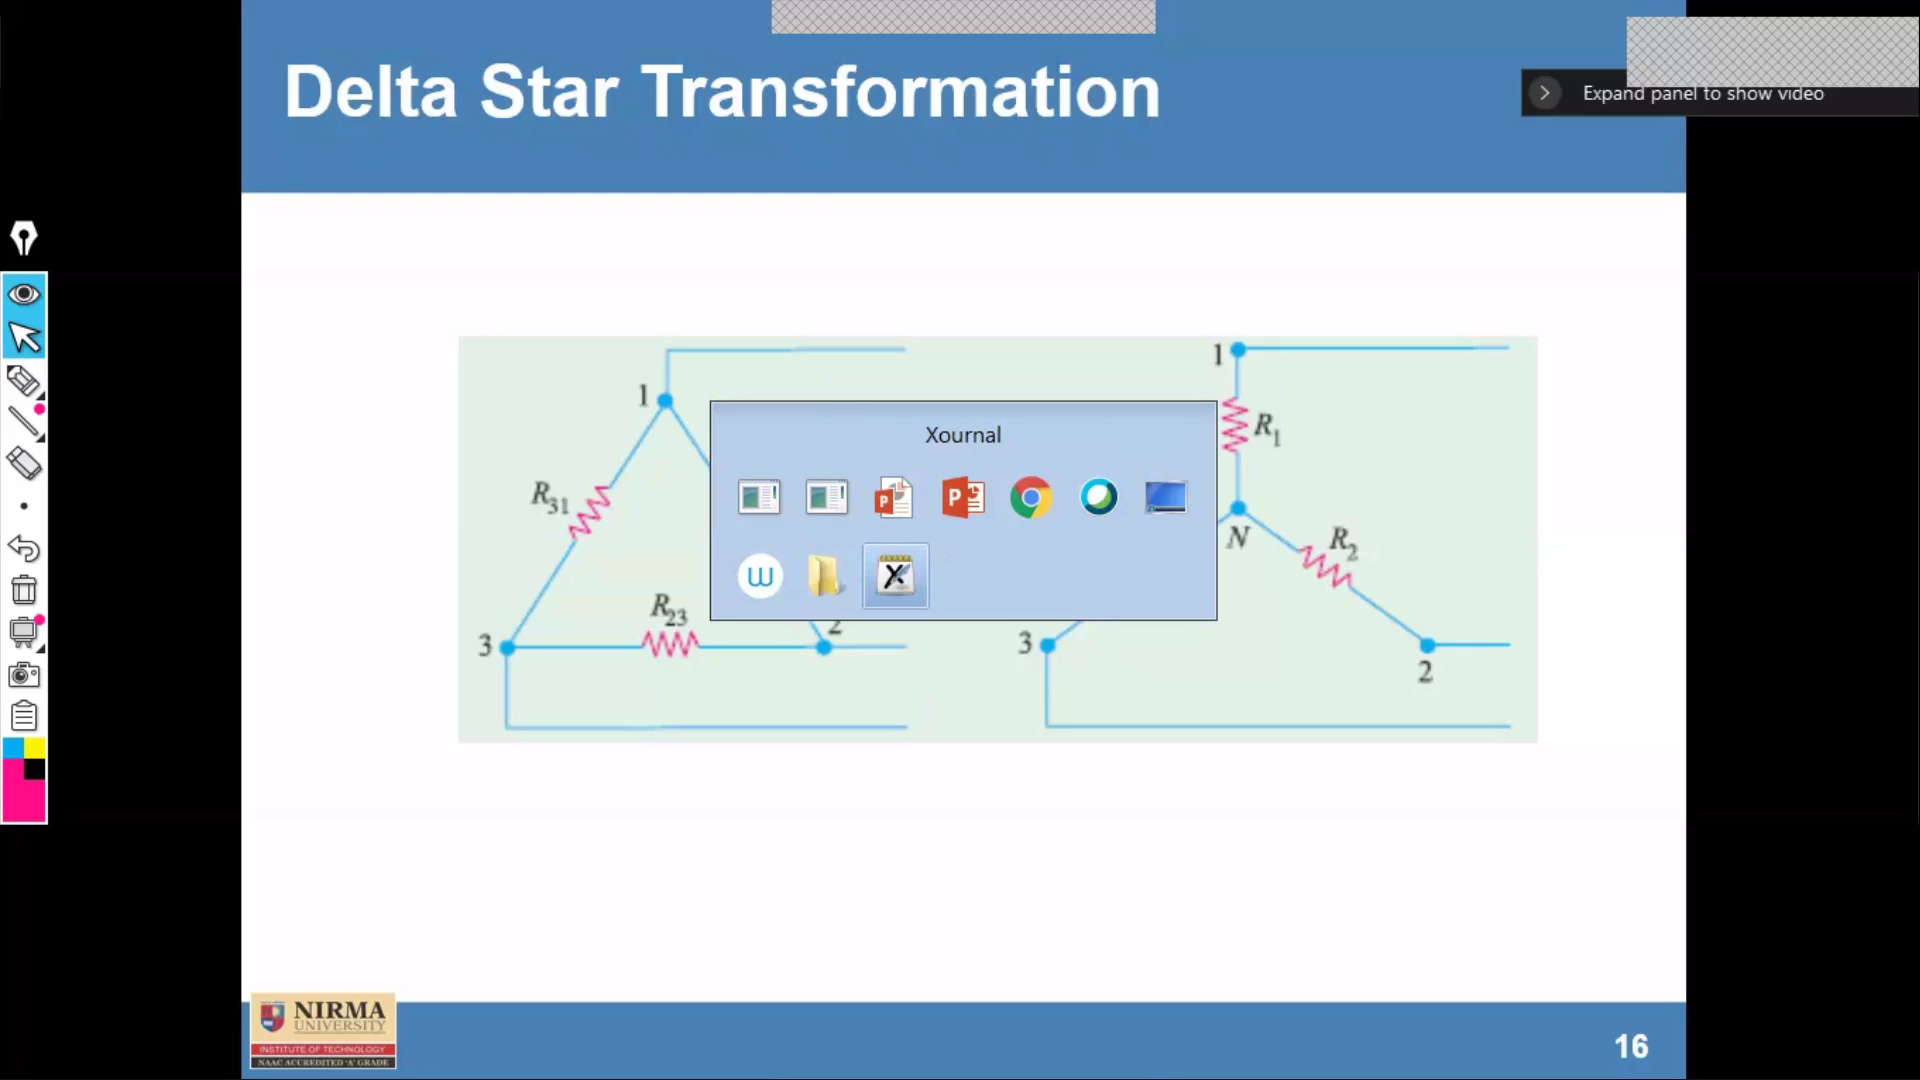 Delta Star Transformation
Expand panel to show video
1
1
R1
Xournal
R31
N
R2
R23
2
3
3
2
NIRMA
UNIVERSITY
INSTITUTE OF TECHNOLOGY
NAAC ACCREDITED 'A' GRADE
16